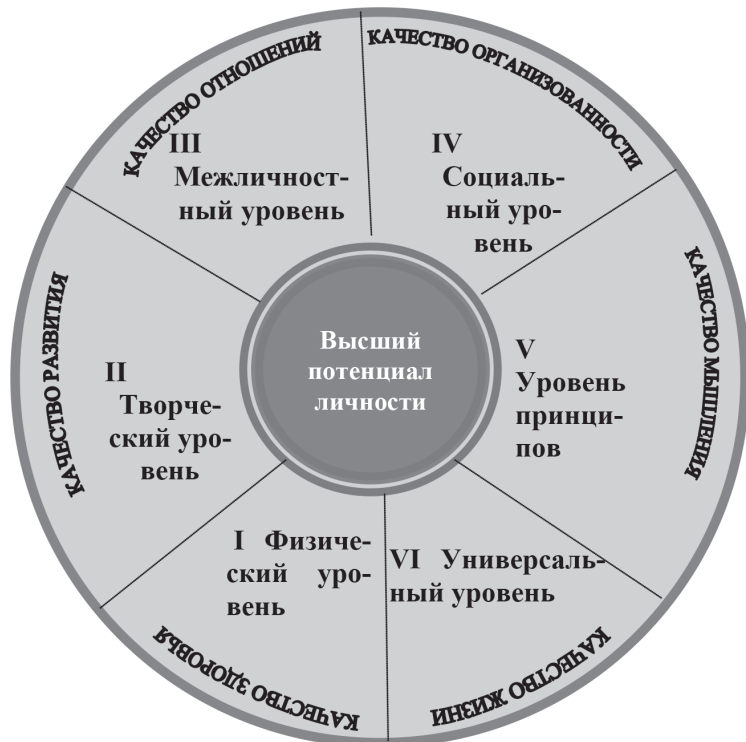 КАЧЕСТВО ОТНОШЕНИЙ
III
Межличност-
ный уровень
КАЧЕСТВО ОРГАНИЗОВАННОСТИ
IV
Социаль-
ный уро-
вень
КАЧЕСТВО РАЗВИТИЯ
II
Творче-
ский уро-
вень
Высший
потенциал
личности
V
Уровень
принци-
пов
КАЧЕСТВО МЫШЛЕНИЯ
I Физиче-
ский уро-
вень
КАЧЕСТВО ЗДОРОВЬЯ
VI Универсаль-
ный уровень
КАЧЕСТВО ЖИЗНИ